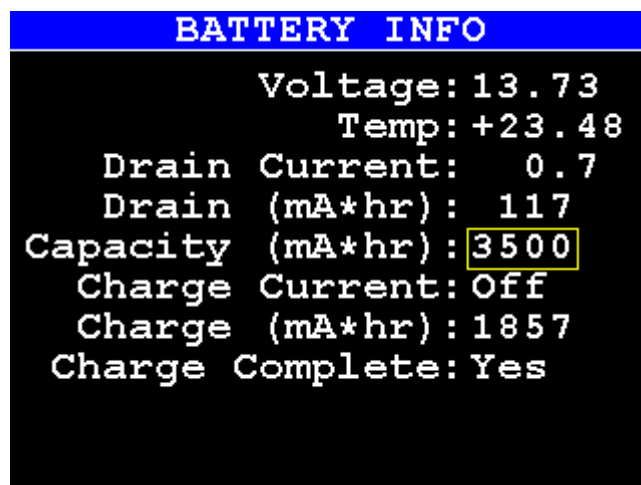 BATTERY INFO
Voltage: 13.73
Temp: +23.48
Drain Current: 0.7
Drain (mA*hr): 117
Capacity (mA*hr): 3500
Charge Current: Off
Charge (mA*hr): 1857
Charge Complete: Yes